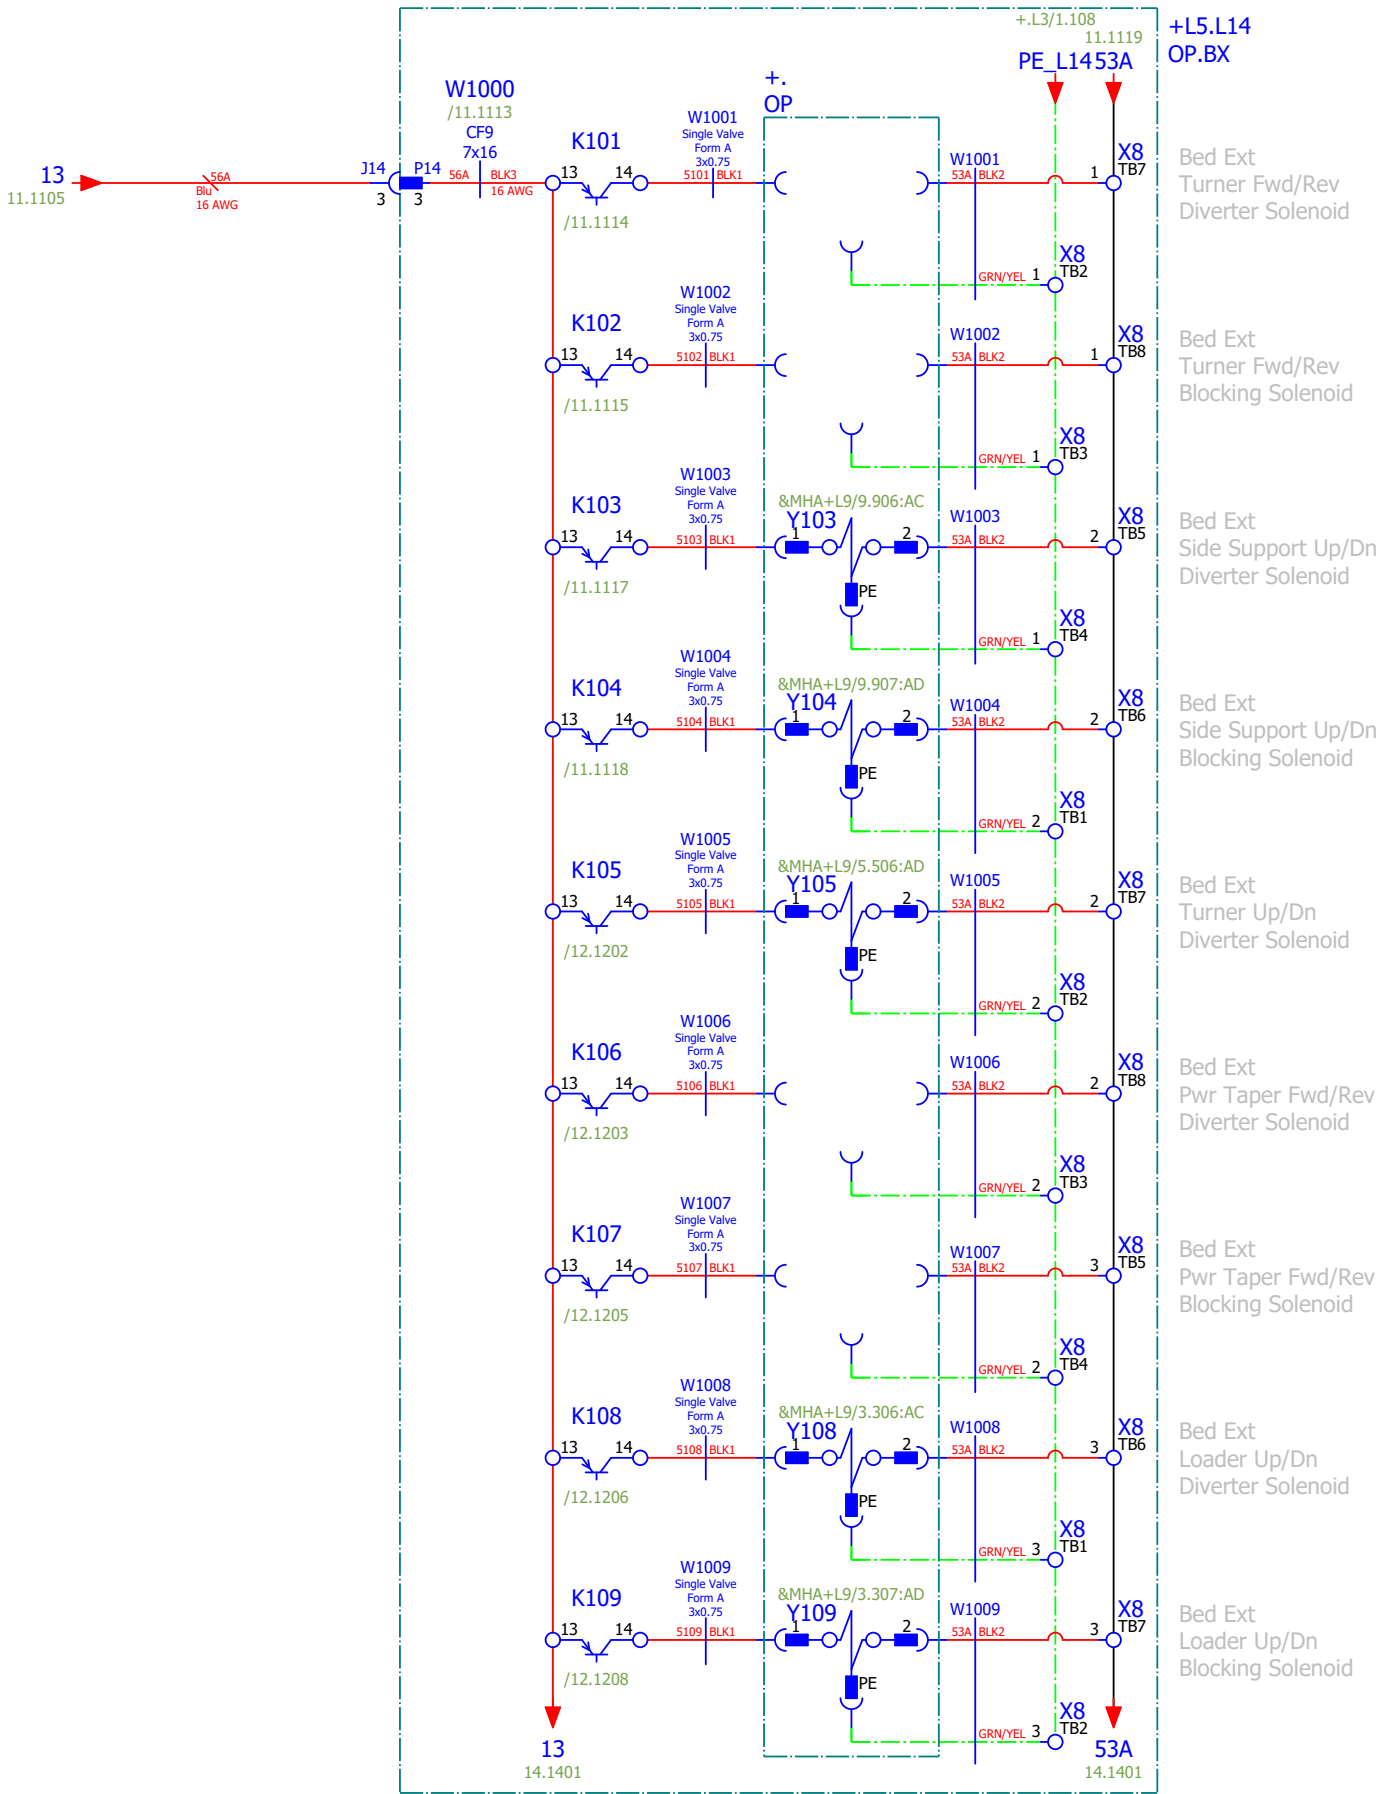 +.L3/1.108
11.1119
PE_L14 53A
+L5.L14
OP.BX
W1000
/11.1113
CF9
7x16
+.
OP
13
11.1105
56A
Blu
16 AWG
J14 P14
3 3
56A BLK3
16 AWG
K101
13 14
/11.1114
W1001
Single Valve
Form A
3x0.75
5101 BLK1
W1001
53A BLK2
1
X8
TB7
Bed Ext
Turner Fwd/Rev
Diverter Solenoid
GRN/YEL 1
X8
TB2
K102
13 14
/11.1115
W1002
Single Valve
Form A
3x0.75
5102 BLK1
W1002
53A BLK2
1
X8
TB8
Bed Ext
Turner Fwd/Rev
Blocking Solenoid
GRN/YEL 1
X8
TB3
K103
13 14
/11.1117
W1003
Single Valve
Form A
3x0.75
5103 BLK1
&MHA+L9/9.906:AC
Y103
1 2
PE
W1003
53A BLK2
2
X8
TB5
Bed Ext
Side Support Up/Dn
Diverter Solenoid
GRN/YEL 1
X8
TB4
K104
13 14
/11.1118
W1004
Single Valve
Form A
3x0.75
5104 BLK1
&MHA+L9/9.907:AD
Y104
1 2
PE
W1004
53A BLK2
2
X8
TB6
Bed Ext
Side Support Up/Dn
Blocking Solenoid
GRN/YEL 2
X8
TB1
K105
13 14
/12.1202
W1005
Single Valve
Form A
3x0.75
5105 BLK1
&MHA+L9/5.506:AD
Y105
1 2
PE
W1005
53A BLK2
2
X8
TB7
Bed Ext
Turner Up/Dn
Diverter Solenoid
GRN/YEL 2
X8
TB2
K106
13 14
/12.1203
W1006
Single Valve
Form A
3x0.75
5106 BLK1
W1006
53A BLK2
2
X8
TB8
Bed Ext
Pwr Taper Fwd/Rev
Diverter Solenoid
GRN/YEL 2
X8
TB3
K107
13 14
/12.1205
W1007
Single Valve
Form A
3x0.75
5107 BLK1
W1007
53A BLK2
3
X8
TB5
Bed Ext
Pwr Taper Fwd/Rev
Blocking Solenoid
GRN/YEL 2
X8
TB4
K108
13 14
/12.1206
W1008
Single Valve
Form A
3x0.75
5108 BLK1
&MHA+L9/3.306:AC
Y108
1 2
PE
W1008
53A BLK2
3
X8
TB6
Bed Ext
Loader Up/Dn
Diverter Solenoid
GRN/YEL 3
X8
TB1
K109
13 14
/12.1208
W1009
Single Valve
Form A
3x0.75
5109 BLK1
&MHA+L9/3.307:AD
Y109
1 2
PE
W1009
53A BLK2
3
X8
TB7
Bed Ext
Loader Up/Dn
Blocking Solenoid
GRN/YEL 3
X8
TB2
13
14.1401
53A
14.1401